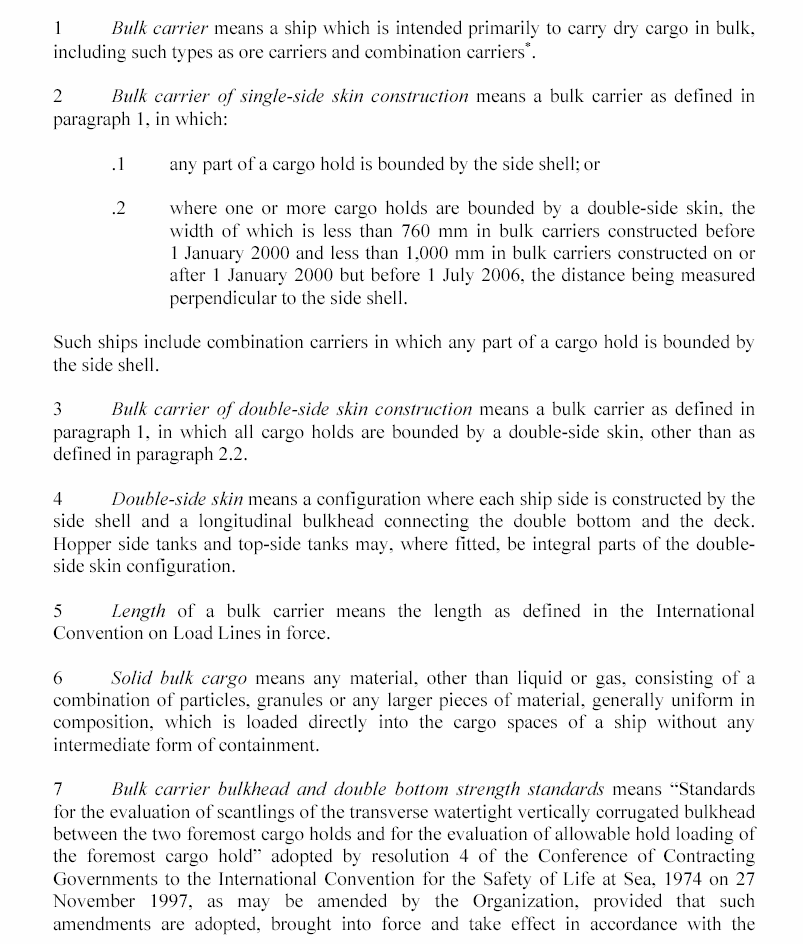 1 Bulk carrier means a ship which is intended primarily to carry dry cargo in bulk,
including such types as ore carriers and combination carriers*.
2 Bulk carrier of single-side skin construction means a bulk carrier as defined in
paragraph 1, in which:
.1 any part of a cargo hold is bounded by the side shell; or
.2 where one or more cargo holds are bounded by a double-side skin, the
width of which is less than 760 mm in bulk carriers constructed before
1 January 2000 and less than 1,000 mm in bulk carriers constructed on or
after 1 January 2000 but before 1 July 2006, the distance being measured
perpendicular to the side shell.
Such ships include combination carriers in which any part of a cargo hold is bounded by
the side shell.
3 Bulk carrier of double-side skin construction means a bulk carrier as defined in
paragraph 1, in which all cargo holds are bounded by a double-side skin, other than as
defined in paragraph 2.2.
4 Double-side skin means a configuration where each ship side is constructed by the
side shell and a longitudinal bulkhead connecting the double bottom and the deck.
Hopper side tanks and top-side tanks may, where fitted, be integral parts of the double-
side skin configuration.
5 Length of a bulk carrier means the length as defined in the International
Convention on Load Lines in force.
6 Solid bulk cargo means any material, other than liquid or gas, consisting of a
combination of particles, granules or any larger pieces of material, generally uniform in
composition, which is loaded directly into the cargo spaces of a ship without any
intermediate form of containment.
7 Bulk carrier bulkhead and double bottom strength standards means “Standards
for the evaluation of scantlings of the transverse watertight vertically corrugated bulkhead
between the two foremost cargo holds and for the evaluation of allowable hold loading of
the foremost cargo hold” adopted by resolution 4 of the Conference of Contracting
Governments to the International Convention for the Safety of Life at Sea, 1974 on 27
November 1997, as may be amended by the Organization, provided that such
amendments are adopted, brought into force and take effect in accordance with the